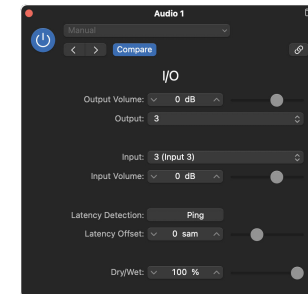 Audio 1
Manual
Compare
I/O
Output Volume: 0 dB
Output: 3
Input: 3 (Input 3)
Input Volume: 0 dB
Latency Detection: Ping
Latency Offset: 0 sam
Dry/Wet: 100 %